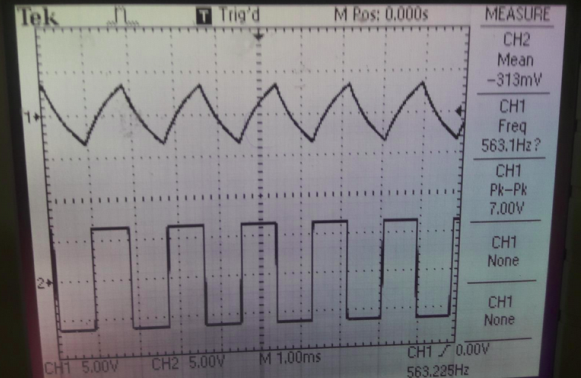 Tek T Trig'd M Pos: 0.000s MEASURE
CH2
Mean
-313mV
1
CH1
Freq
563.1Hz?
CH1
Pk-Pk
7.00V
CH1
None
2
CH1
None
CH1 5.00V CH2 5.00V M 1.00ms CH1 0.00V
563.225Hz